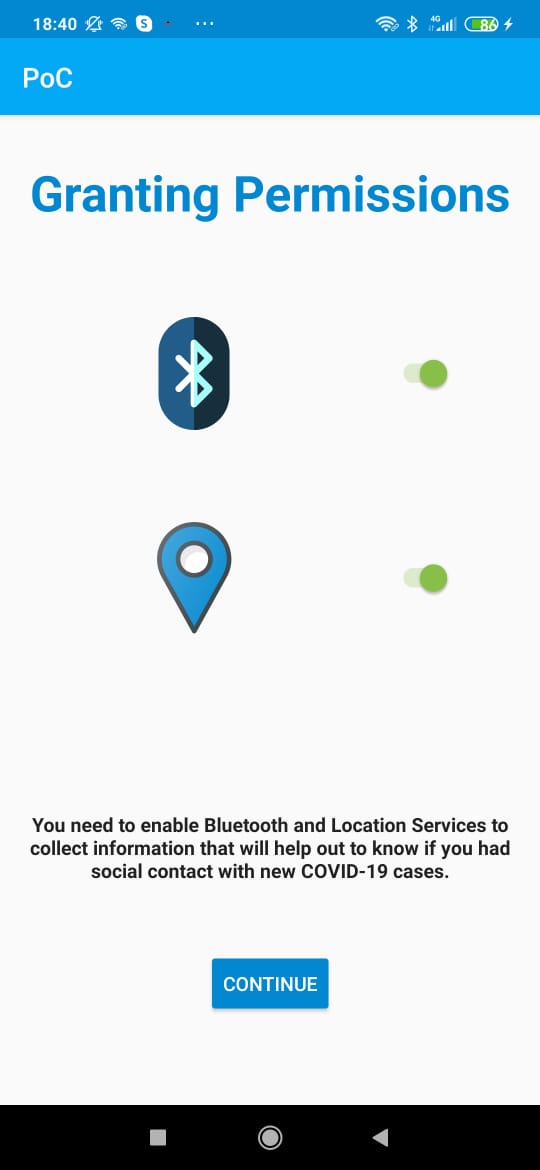 18:40 S ... 4G 86
PoC
Granting Permissions
You need to enable Bluetooth and Location Services to
collect information that will help out to know if you had
social contact with new COVID-19 cases.
CONTINUE